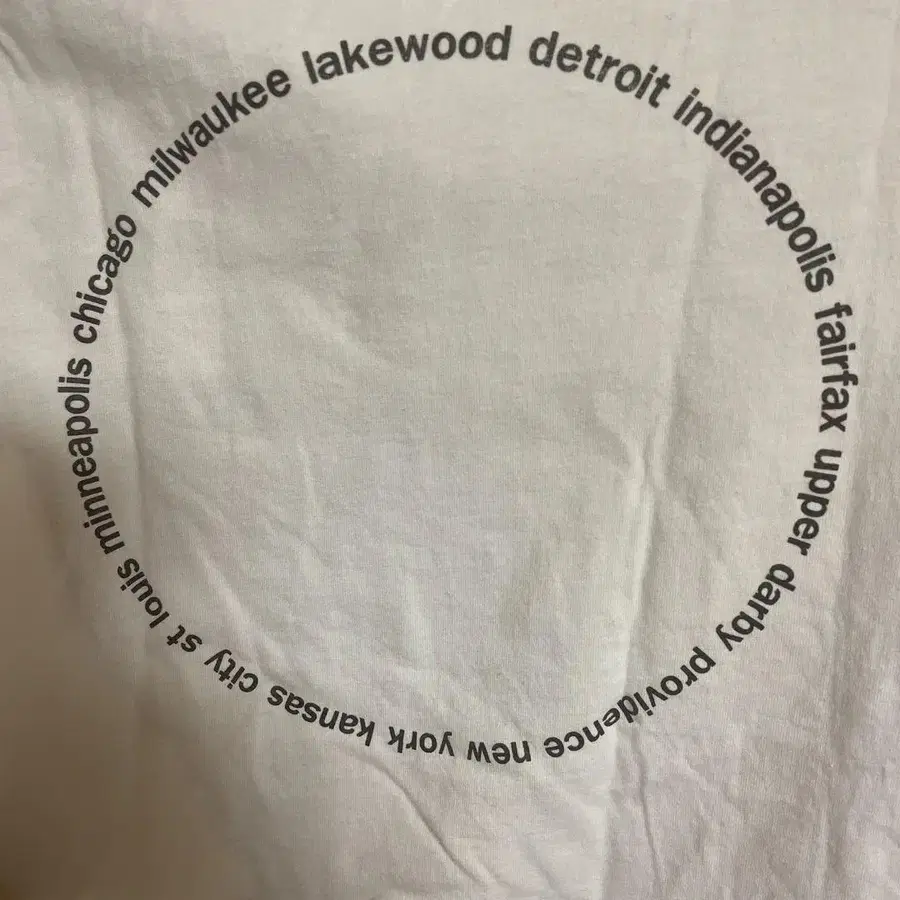 lakewood detroit indianapolis fairfax upper darby providence new york kansas city st louis minneapolis chicago milwaukee